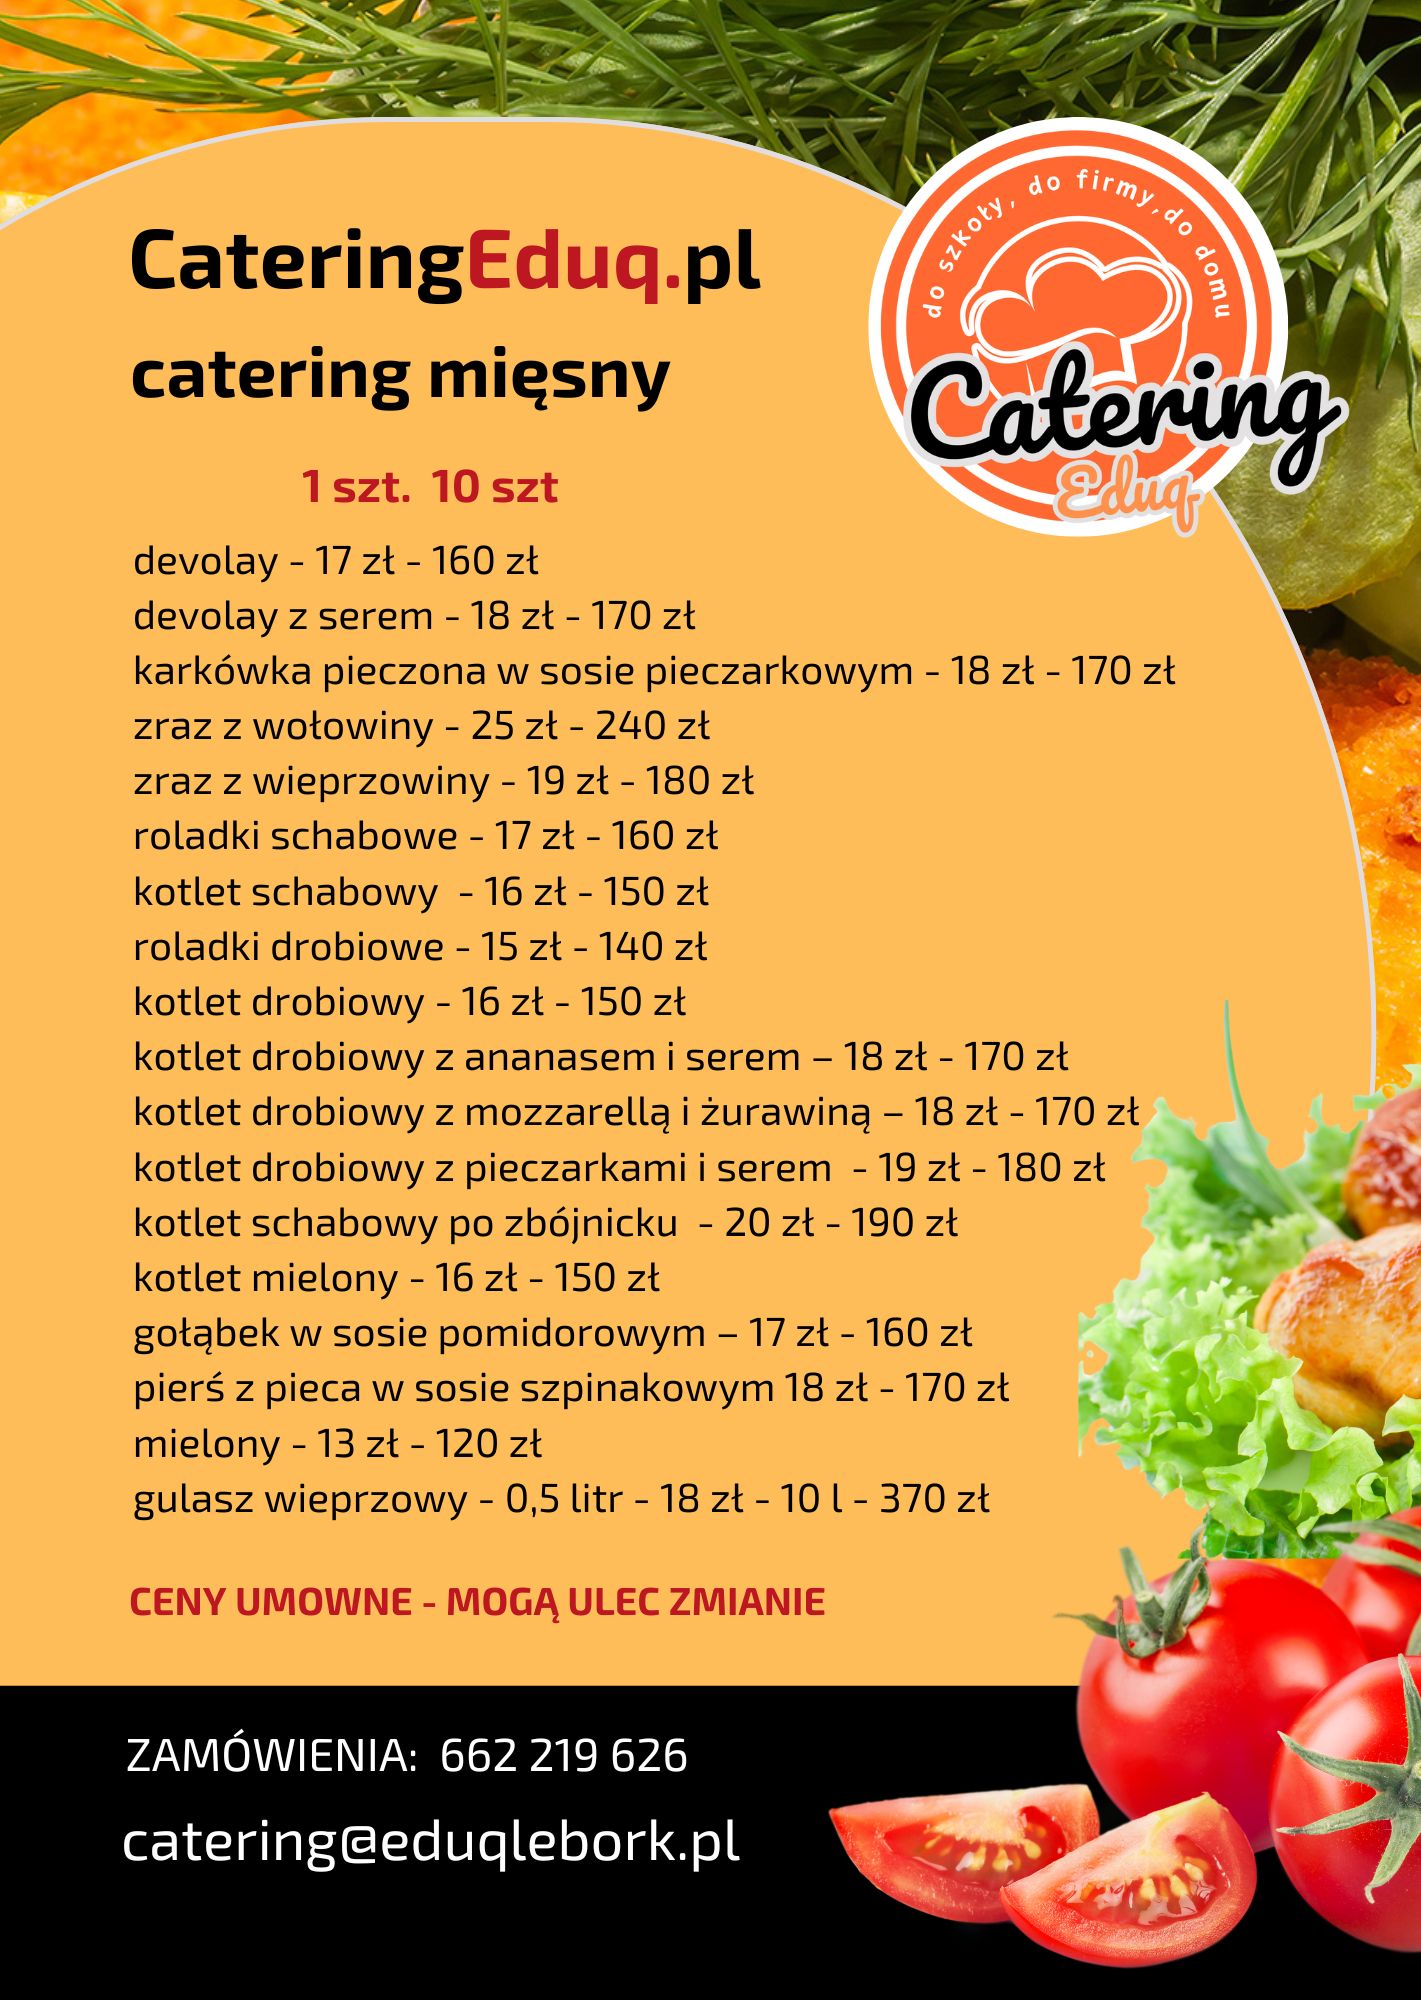 do szkoły, do firmy, do domu
Catering
Eduq
CateringEduq.pl
catering mięsny
1 szt. 10 szt
devolay - 17 zł - 160 zł
devolay z serem - 18 zł - 170 zł
karkówka pieczona w sosie pieczarkowym - 18 zł - 170 zł
zraz z wołowiny - 25 zł - 240 zł
zraz z wieprzowiny - 19 zł - 180 zł
roladki schabowe - 17 zł - 160 zł
kotlet schabowy - 16 zł - 150 zł
roladki drobiowe - 15 zł - 140 zł
kotlet drobiowy - 16 zł - 150 zł
kotlet drobiowy z ananasem i serem – 18 zł - 170 zł
kotlet drobiowy z mozzarellą i żurawiną – 18 zł - 170 zł
kotlet drobiowy z pieczarkami i serem - 19 zł - 180 zł
kotlet schabowy po zbójnicku - 20 zł - 190 zł
kotlet mielony - 16 zł - 150 zł
gołąbek w sosie pomidorowym – 17 zł - 160 zł
pierś z pieca w sosie szpinakowym 18 zł - 170 zł
mielony - 13 zł - 120 zł
gulasz wieprzowy - 0,5 litr - 18 zł - 10 l - 370 zł
CENY UMOWNE - MOGĄ ULEC ZMIANIE
ZAMÓWIENIA: 662 219 626
catering@eduqlebork.pl